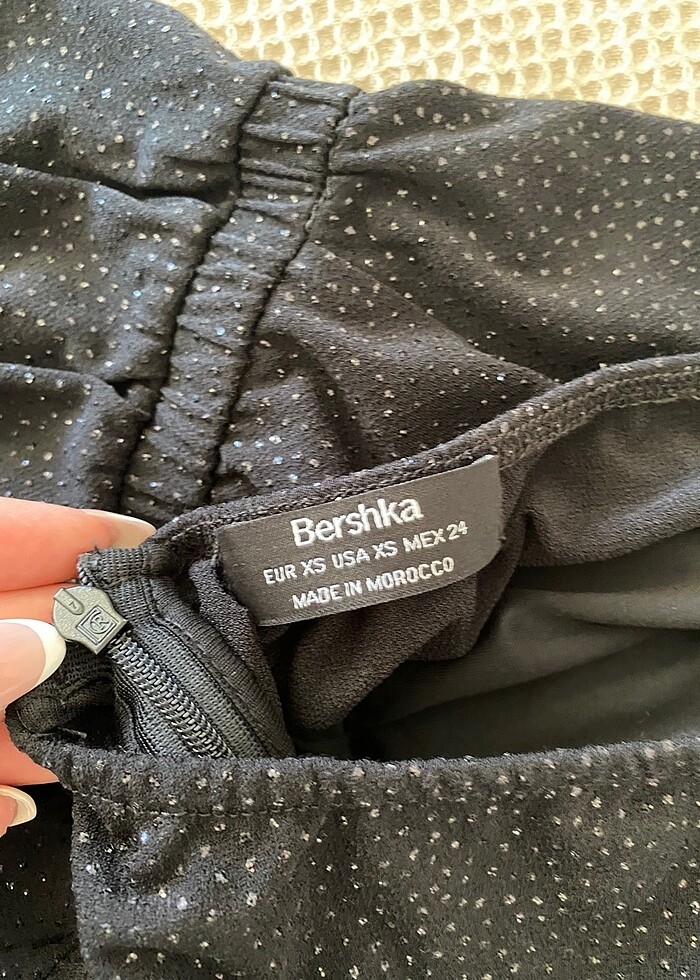 Bershka
EUR XS USA XS MEX 24
MADE IN MOROCCO